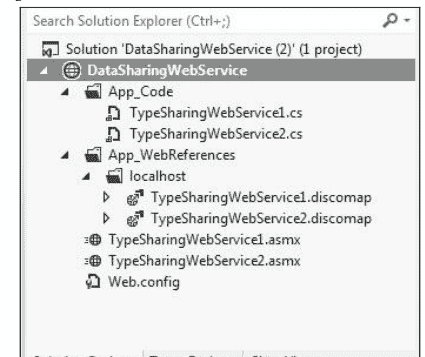 Search Solution Explorer (Ctrl+;)
Solution 'DataSharingWebService (2)' (1 project)
DataSharingWebService
App_Code
TypeSharingWebService1.cs
TypeSharingWebService2.cs
App_WebReferences
localhost
TypeSharingWebService1.discomap
TypeSharingWebService2.discomap
TypeSharingWebService1.asmx
TypeSharingWebService2.asmx
Web.config